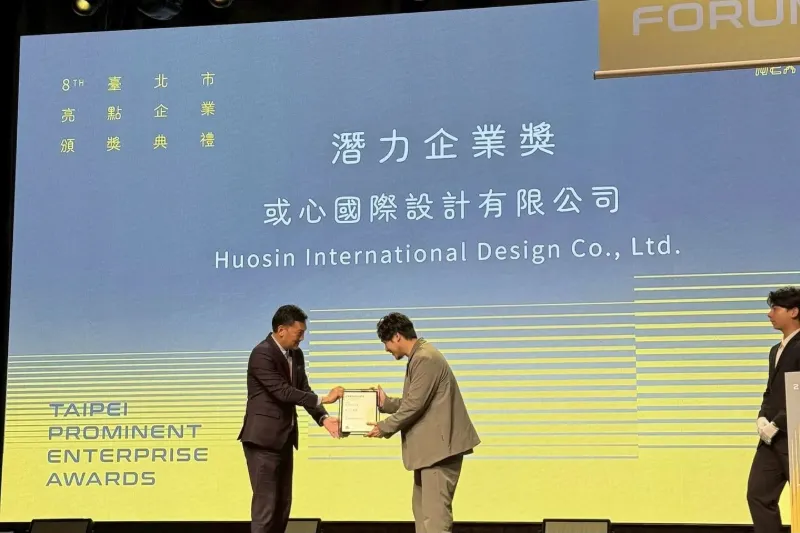 FORUM
8TH 臺北市
亮點企業
頒獎典禮
潛力企業獎
或心國際設計有限公司
Huosin International Design Co., Ltd.
TAIPEI
PROMINENT
ENTERPRISE
AWARDS